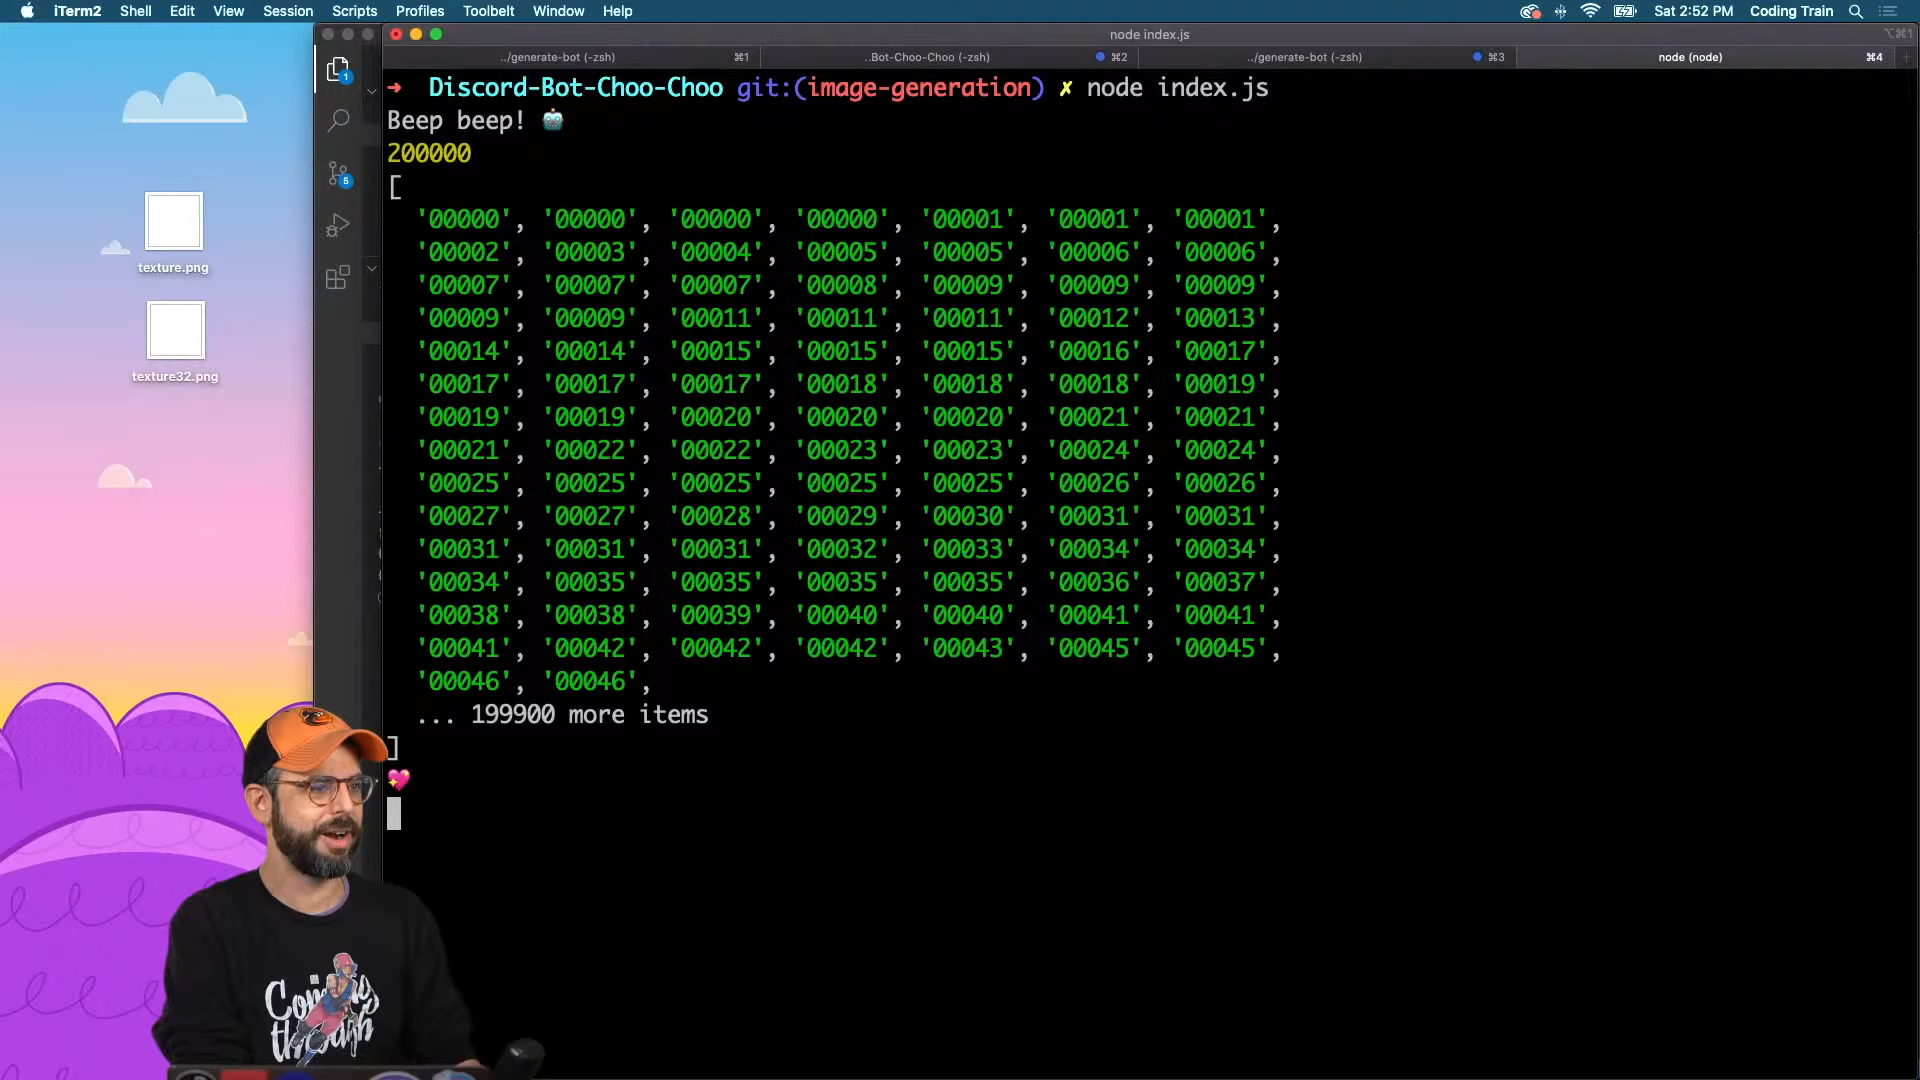 iTerm2 Shell Edit View Session Scripts Profiles Toolbelt Window Help Sat 2:52 PM Coding Train
node index.js ⌥⌘1
../generate-bot (-zsh) ⌘1 ..Bot-Choo-Choo (-zsh) ⌘2 ../generate-bot (-zsh) ⌘3 node (node) ⌘4
➜ Discord-Bot-Choo-Choo git:(image-generation) ✗ node index.js
Beep beep! 🤖
200000
[
'00000', '00000', '00000', '00000', '00001', '00001', '00001',
'00002', '00003', '00004', '00005', '00005', '00006', '00006',
'00007', '00007', '00007', '00008', '00009', '00009', '00009',
'00009', '00009', '00011', '00011', '00011', '00012', '00013',
'00014', '00014', '00015', '00015', '00015', '00016', '00017',
'00017', '00017', '00017', '00018', '00018', '00018', '00019',
'00019', '00019', '00020', '00020', '00020', '00021', '00021',
'00021', '00022', '00022', '00023', '00023', '00024', '00024',
'00025', '00025', '00025', '00025', '00025', '00026', '00026',
'00027', '00027', '00028', '00029', '00030', '00031', '00031',
'00031', '00031', '00031', '00032', '00033', '00034', '00034',
'00034', '00035', '00035', '00035', '00035', '00036', '00037',
'00038', '00038', '00039', '00040', '00040', '00041', '00041',
'00041', '00042', '00042', '00042', '00043', '00045', '00045',
'00046', '00046',
... 199900 more items
]
💖
texture.png
texture32.png
1
5
through